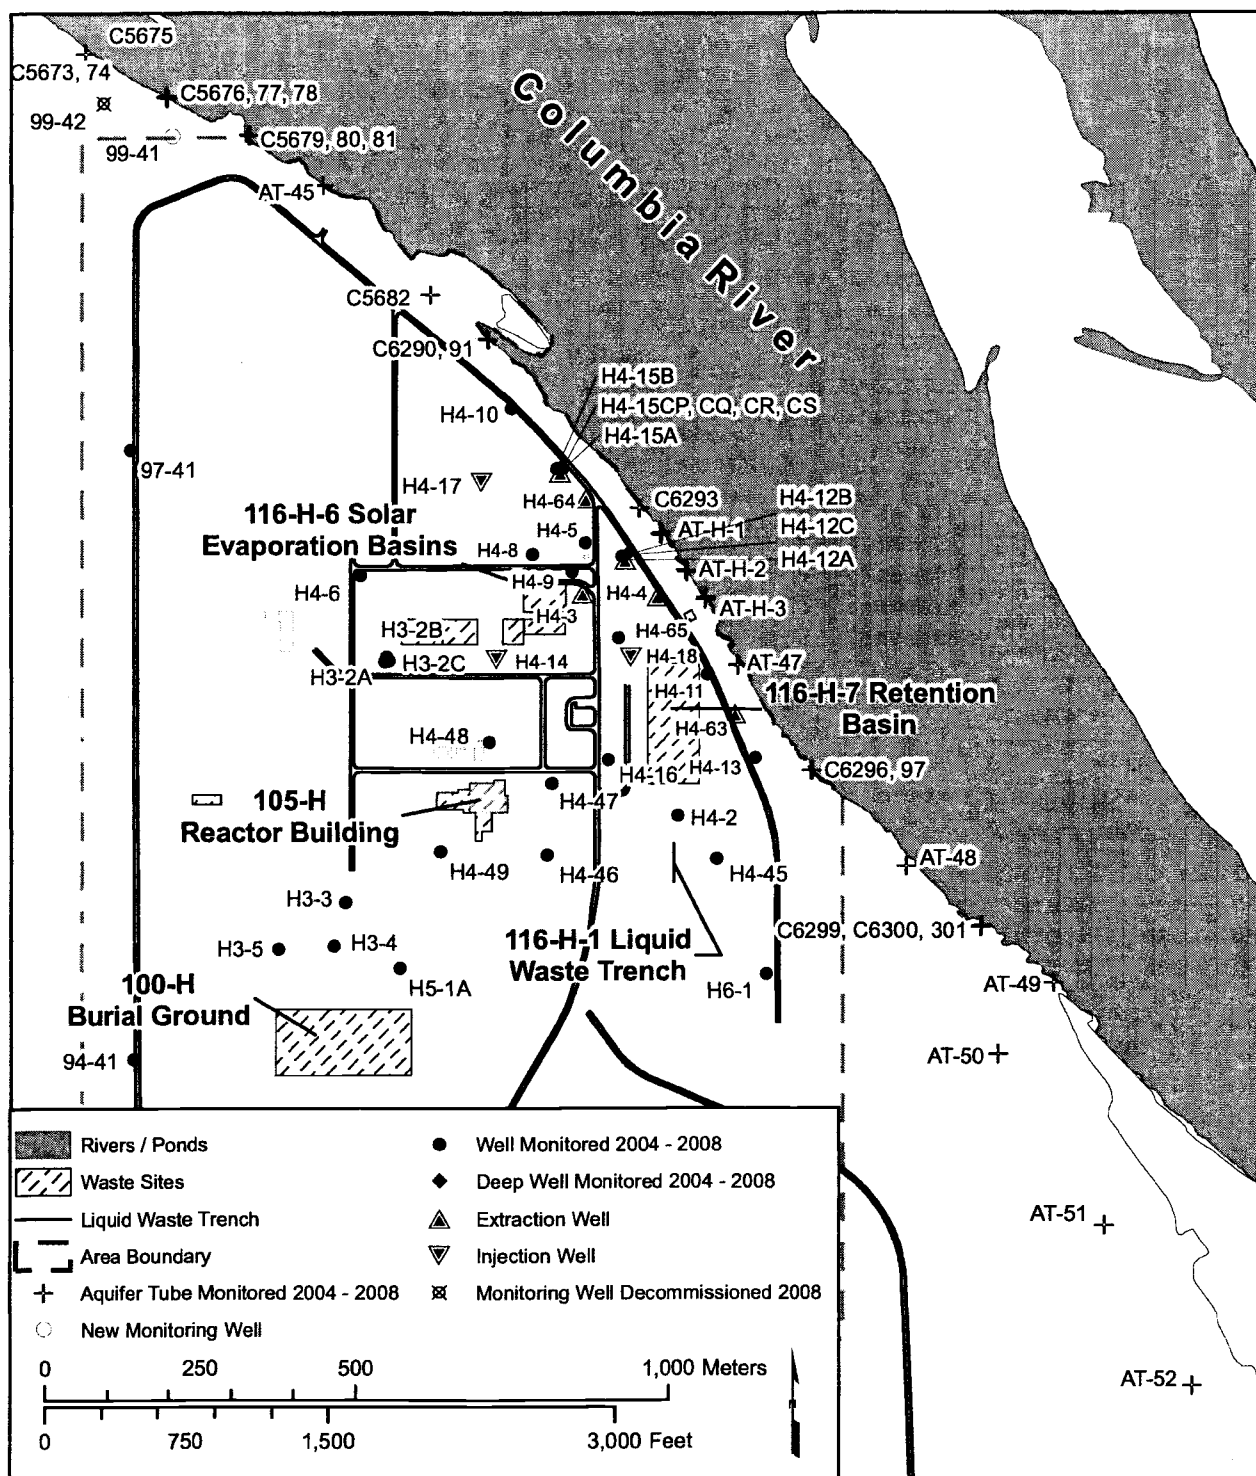 C5675
C5673, 74
C5676, 77, 78
99-42
99-41
C5679, 80, 81
AT-45
Columbia River
C5682
C6290, 91
H4-15B
H4-15CP, CQ, CR, CS
H4-15A
H4-10
97-41
H4-17
H4-64
C6293
H4-12B
H4-12C
H4-12A
AT-H-1
116-H-6 Solar
Evaporation Basins
H4-5
H4-8
H4-9
AT-H-2
H4-6
H4-3
H4-4
AT-H-3
H3-2B
H4-65
H3-2C
H4-14
H4-18
AT-47
H3-2A
H4-11
116-H-7 Retention
Basin
H4-63
H4-48
H4-16
H4-13
C6296, 97
105-H
Reactor Building
H4-47
H4-2
H4-49
H4-46
H4-45
AT-48
H3-3
C6299, C6300, 301
H3-5
H3-4
116-H-1 Liquid
Waste Trench
H5-1A
H6-1
AT-49
100-H
Burial Ground
94-41
AT-50
Rivers / Ponds
Well Monitored 2004 - 2008
Waste Sites
Deep Well Monitored 2004 - 2008
Liquid Waste Trench
Extraction Well
Area Boundary
Injection Well
Aquifer Tube Monitored 2004 - 2008
Monitoring Well Decommissioned 2008
New Monitoring Well
AT-51
0 250 500 1,000 Meters
AT-52
0 750 1,500 3,000 Feet